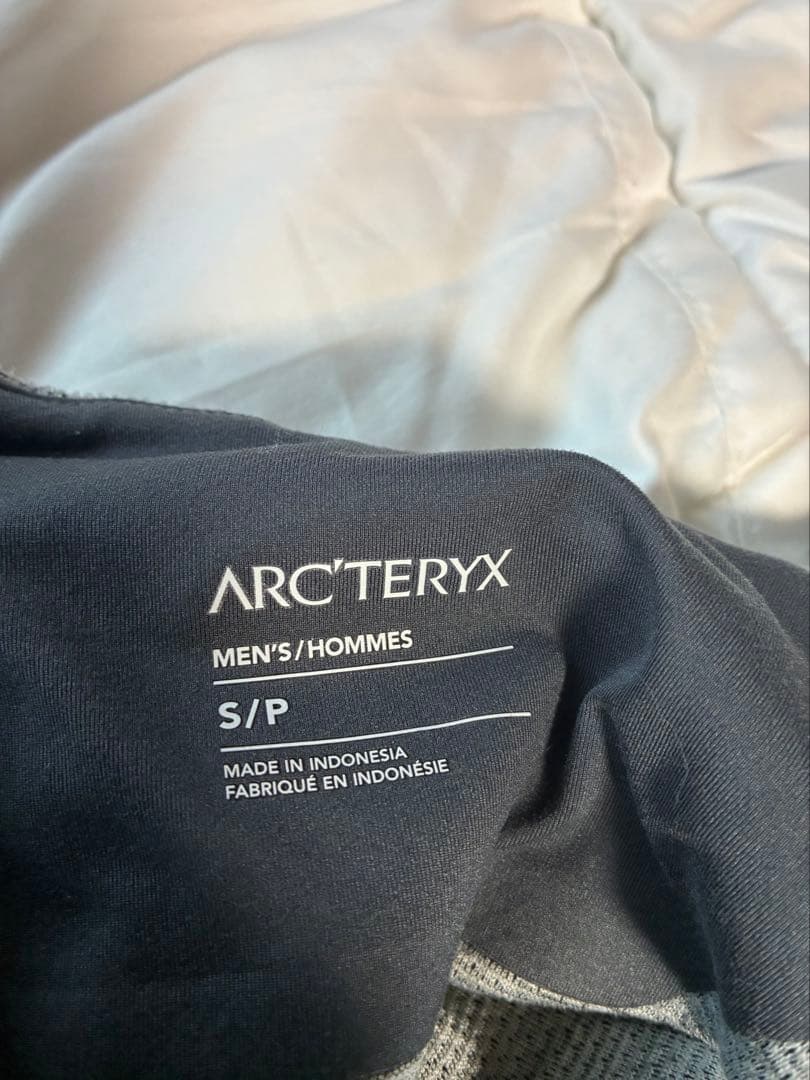 ARC'TERYX
MEN'S/HOMMES
S/P
MADE IN INDONESIA
FABRIQUÉ EN INDONÉSIE